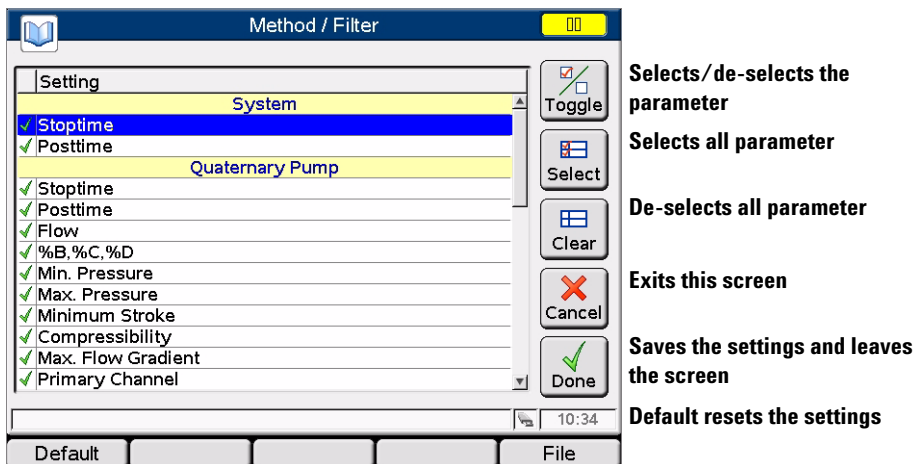 Method / Filter
Setting
System
Stoptime
Posttime
Quaternary Pump
Stoptime
Posttime
Flow
%B,%C,%D
Min. Pressure
Max. Pressure
Minimum Stroke
Compressibility
Max. Flow Gradient
Primary Channel
Toggle
Select
Clear
Cancel
Done
10:34
Default
File
Selects/de-selects the
parameter
Selects all parameter
De-selects all parameter
Exits this screen
Saves the settings and leaves
the screen
Default resets the settings